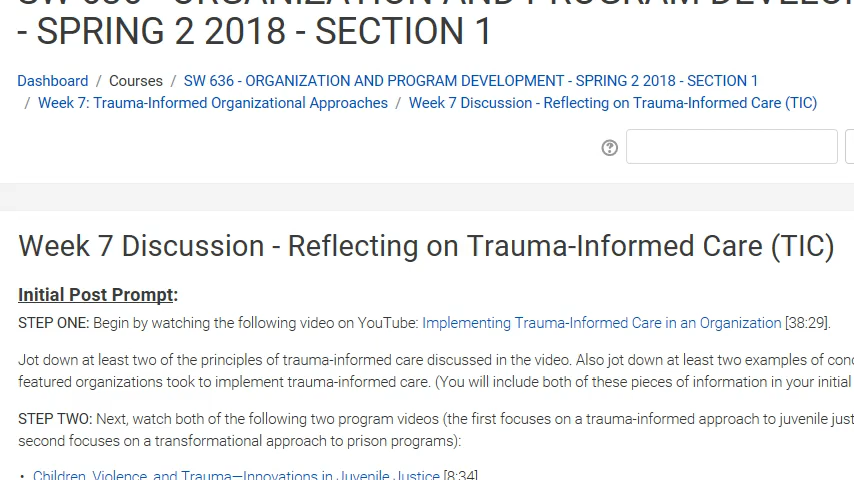 SW 636 - ORGANIZATION AND PROGRAM DEVELO
- SPRING 2 2018 - SECTION 1
Dashboard / Courses / SW 636 - ORGANIZATION AND PROGRAM DEVELOPMENT - SPRING 2 2018 - SECTION 1
/ Week 7: Trauma-Informed Organizational Approaches / Week 7 Discussion - Reflecting on Trauma-Informed Care (TIC)
Week 7 Discussion - Reflecting on Trauma-Informed Care (TIC)
Initial Post Prompt:
STEP ONE: Begin by watching the following video on YouTube: Implementing Trauma-Informed Care in an Organization [38:29].
Jot down at least two of the principles of trauma-informed care discussed in the video. Also jot down at least two examples of con
featured organizations took to implement trauma-informed care. (You will include both of these pieces of information in your initial
STEP TWO: Next, watch both of the following two program videos (the first focuses on a trauma-informed approach to juvenile just
second focuses on a transformational approach to prison programs):
• Children, Violence, and Trauma—Innovations in Juvenile Justice [8:34]